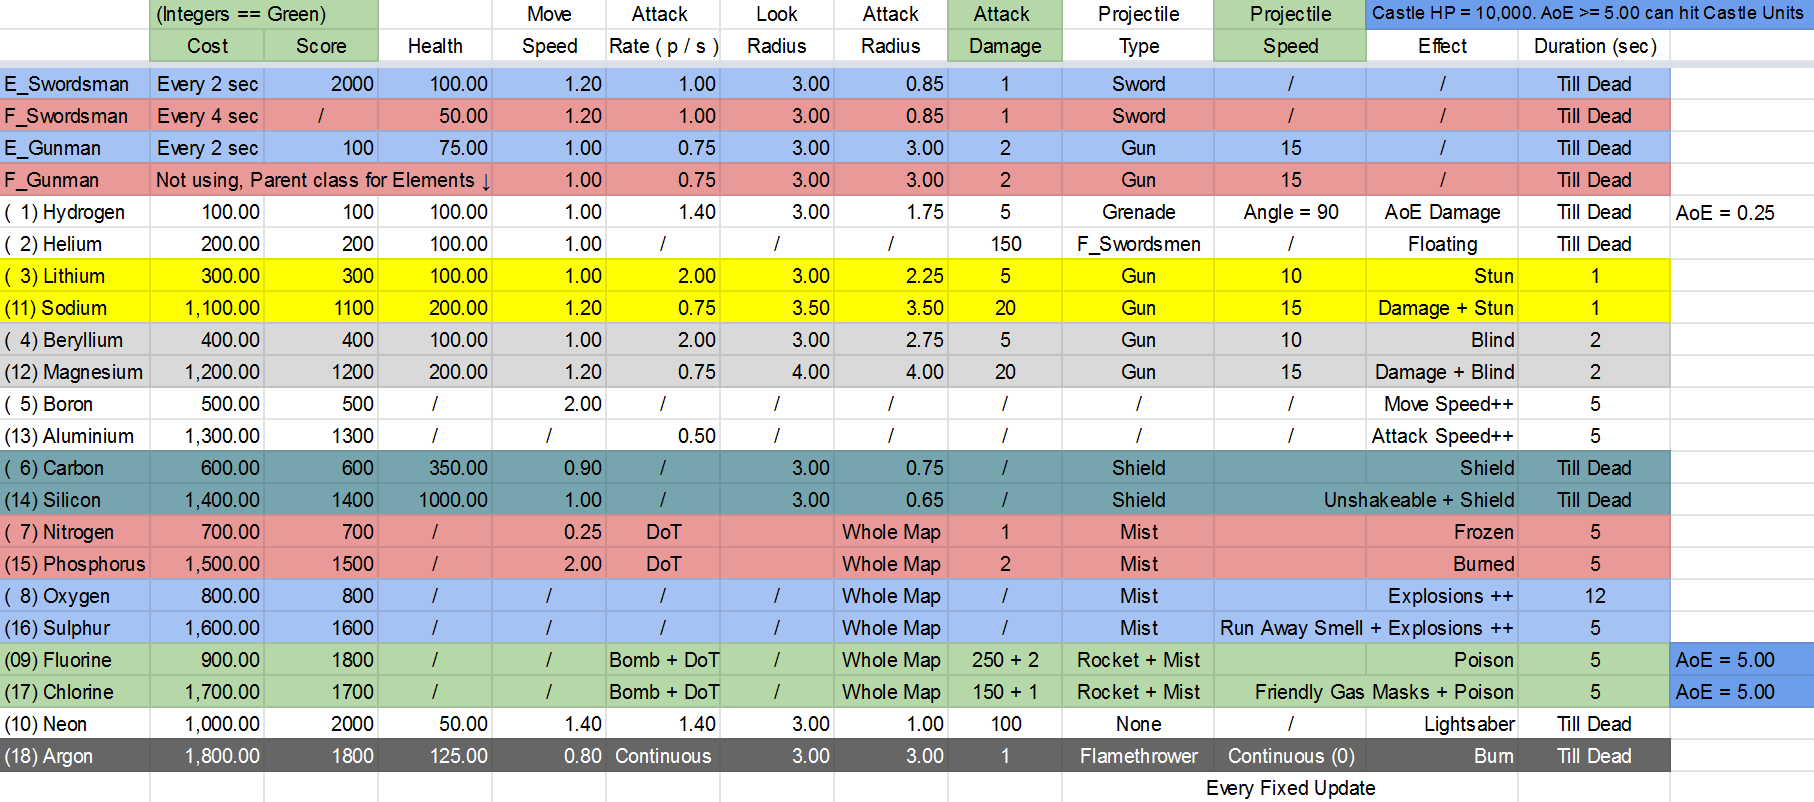 (Integers == Green) Move Attack Look Attack Attack Projectile Projectile Castle HP = 10,000. AoE >= 5.00 can hit Castle Units
Cost Score Health Speed Rate ( p / s ) Radius Radius Damage Type Speed Effect Duration (sec)
E_Swordsman Every 2 sec 2000 100.00 1.20 1.00 3.00 0.85 1 Sword / / Till Dead
F_Swordsman Every 4 sec / 50.00 1.20 1.00 3.00 0.85 1 Sword / / Till Dead
E_Gunman Every 2 sec 100 75.00 1.00 0.75 3.00 3.00 2 Gun 15 / Till Dead
F_Gunman Not using, Parent class for Elements ↓ 1.00 0.75 3.00 3.00 2 Gun 15 / Till Dead
( 1) Hydrogen 100.00 100 100.00 1.00 1.40 3.00 1.75 5 Grenade Angle = 90 AoE Damage Till Dead AoE = 0.25
( 2) Helium 200.00 200 100.00 1.00 / / / 150 F_Swordsmen / Floating Till Dead
( 3) Lithium 300.00 300 100.00 1.00 2.00 3.00 2.25 5 Gun 10 Stun 1
(11) Sodium 1,100.00 1100 200.00 1.20 0.75 3.50 3.50 20 Gun 15 Damage + Stun 1
( 4) Beryllium 400.00 400 100.00 1.00 2.00 3.00 2.75 5 Gun 10 Blind 2
(12) Magnesium 1,200.00 1200 200.00 1.20 0.75 4.00 4.00 20 Gun 15 Damage + Blind 2
( 5) Boron 500.00 500 / 2.00 / / / / / / Move Speed++ 5
(13) Aluminium 1,300.00 1300 / / 0.50 / / / / / Attack Speed++ 5
( 6) Carbon 600.00 600 350.00 0.90 / 3.00 0.75 / Shield Shield Till Dead
(14) Silicon 1,400.00 1400 1000.00 1.00 / 3.00 0.65 / Shield Unshakeable + Shield Till Dead
( 7) Nitrogen 700.00 700 / 0.25 DoT Whole Map 1 Mist Frozen 5
(15) Phosphorus 1,500.00 1500 / 2.00 DoT Whole Map 2 Mist Burned 5
( 8) Oxygen 800.00 800 / / / / Whole Map / Mist Explosions ++ 12
(16) Sulphur 1,600.00 1600 / / / / Whole Map / Mist Run Away Smell + Explosions ++ 5
(09) Fluorine 900.00 1800 / / Bomb + DoT / Whole Map 250 + 2 Rocket + Mist Poison 5 AoE = 5.00
(17) Chlorine 1,700.00 1700 / / Bomb + DoT / Whole Map 150 + 1 Rocket + Mist Friendly Gas Masks + Poison 5 AoE = 5.00
(10) Neon 1,000.00 2000 50.00 1.40 1.40 3.00 1.00 100 None / Lightsaber Till Dead
(18) Argon 1,800.00 1800 125.00 0.80 Continuous 3.00 3.00 1 Flamethrower Continuous (0) Burn Till Dead
Every Fixed Update